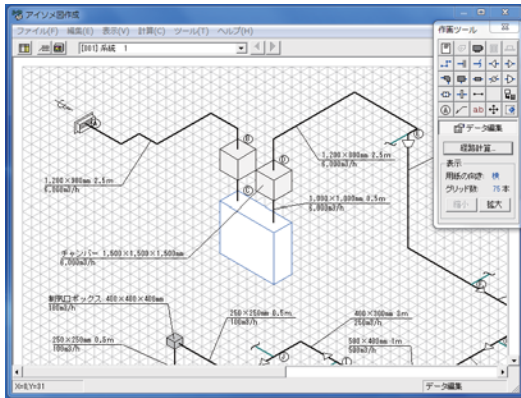 アイソメ図作成
ファイル(F) 編集(E) 表示(V) 計算(C) ツール(T) ヘルプ(H)
[D01] 系統 1
作画ツール
ab
データ編集
経路計算...
表示
用紙の向き: 横
グリッド数: 75 本
縮小 拡大
1,200×800mm 2.5m
6,000m3/h
1,200×800mm 2.5m
6,000m3/h
1,000×1,000mm 0.5m
6,000m3/h
チャンバー 1,500×1,500×1,500mm
6,000m3/h
制気口ボックス 400×400×400mm
100m3/h
250×250mm 0.5m
100m3/h
400×300mm 3m
250m3/h
250×250mm 0.5m
100m3/h
500×400mm 1m
500m3/h
X=8,Y=31
データ編集